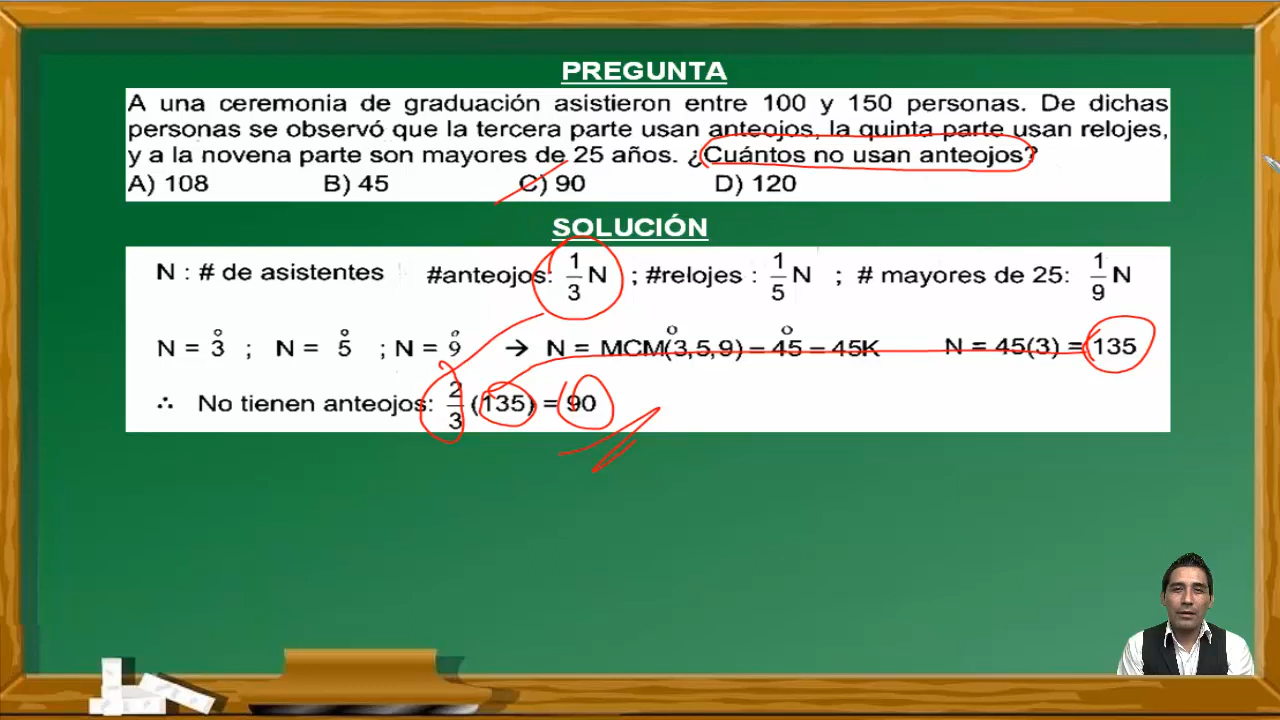 PREGUNTA
A una ceremonia de graduación asistieron entre 100 y 150 personas. De dichas
personas se observó que la tercera parte usan anteojos, la quinta parte usan relojes,
y a la novena parte son mayores de 25 años. ¿Cuántos no usan anteojos?
A) 108 B) 45 C) 90 D) 120
SOLUCIÓN
N : # de asistentes #anteojos: 1/3 N ; #relojes : 1/5 N ; # mayores de 25: 1/9 N
N = 3° ; N = 5° ; N = 9° → N = MCM(3,5,9)° = 45° = 45K N = 45(3) = 135
∴ No tienen anteojos: 2/3 (135) = 90